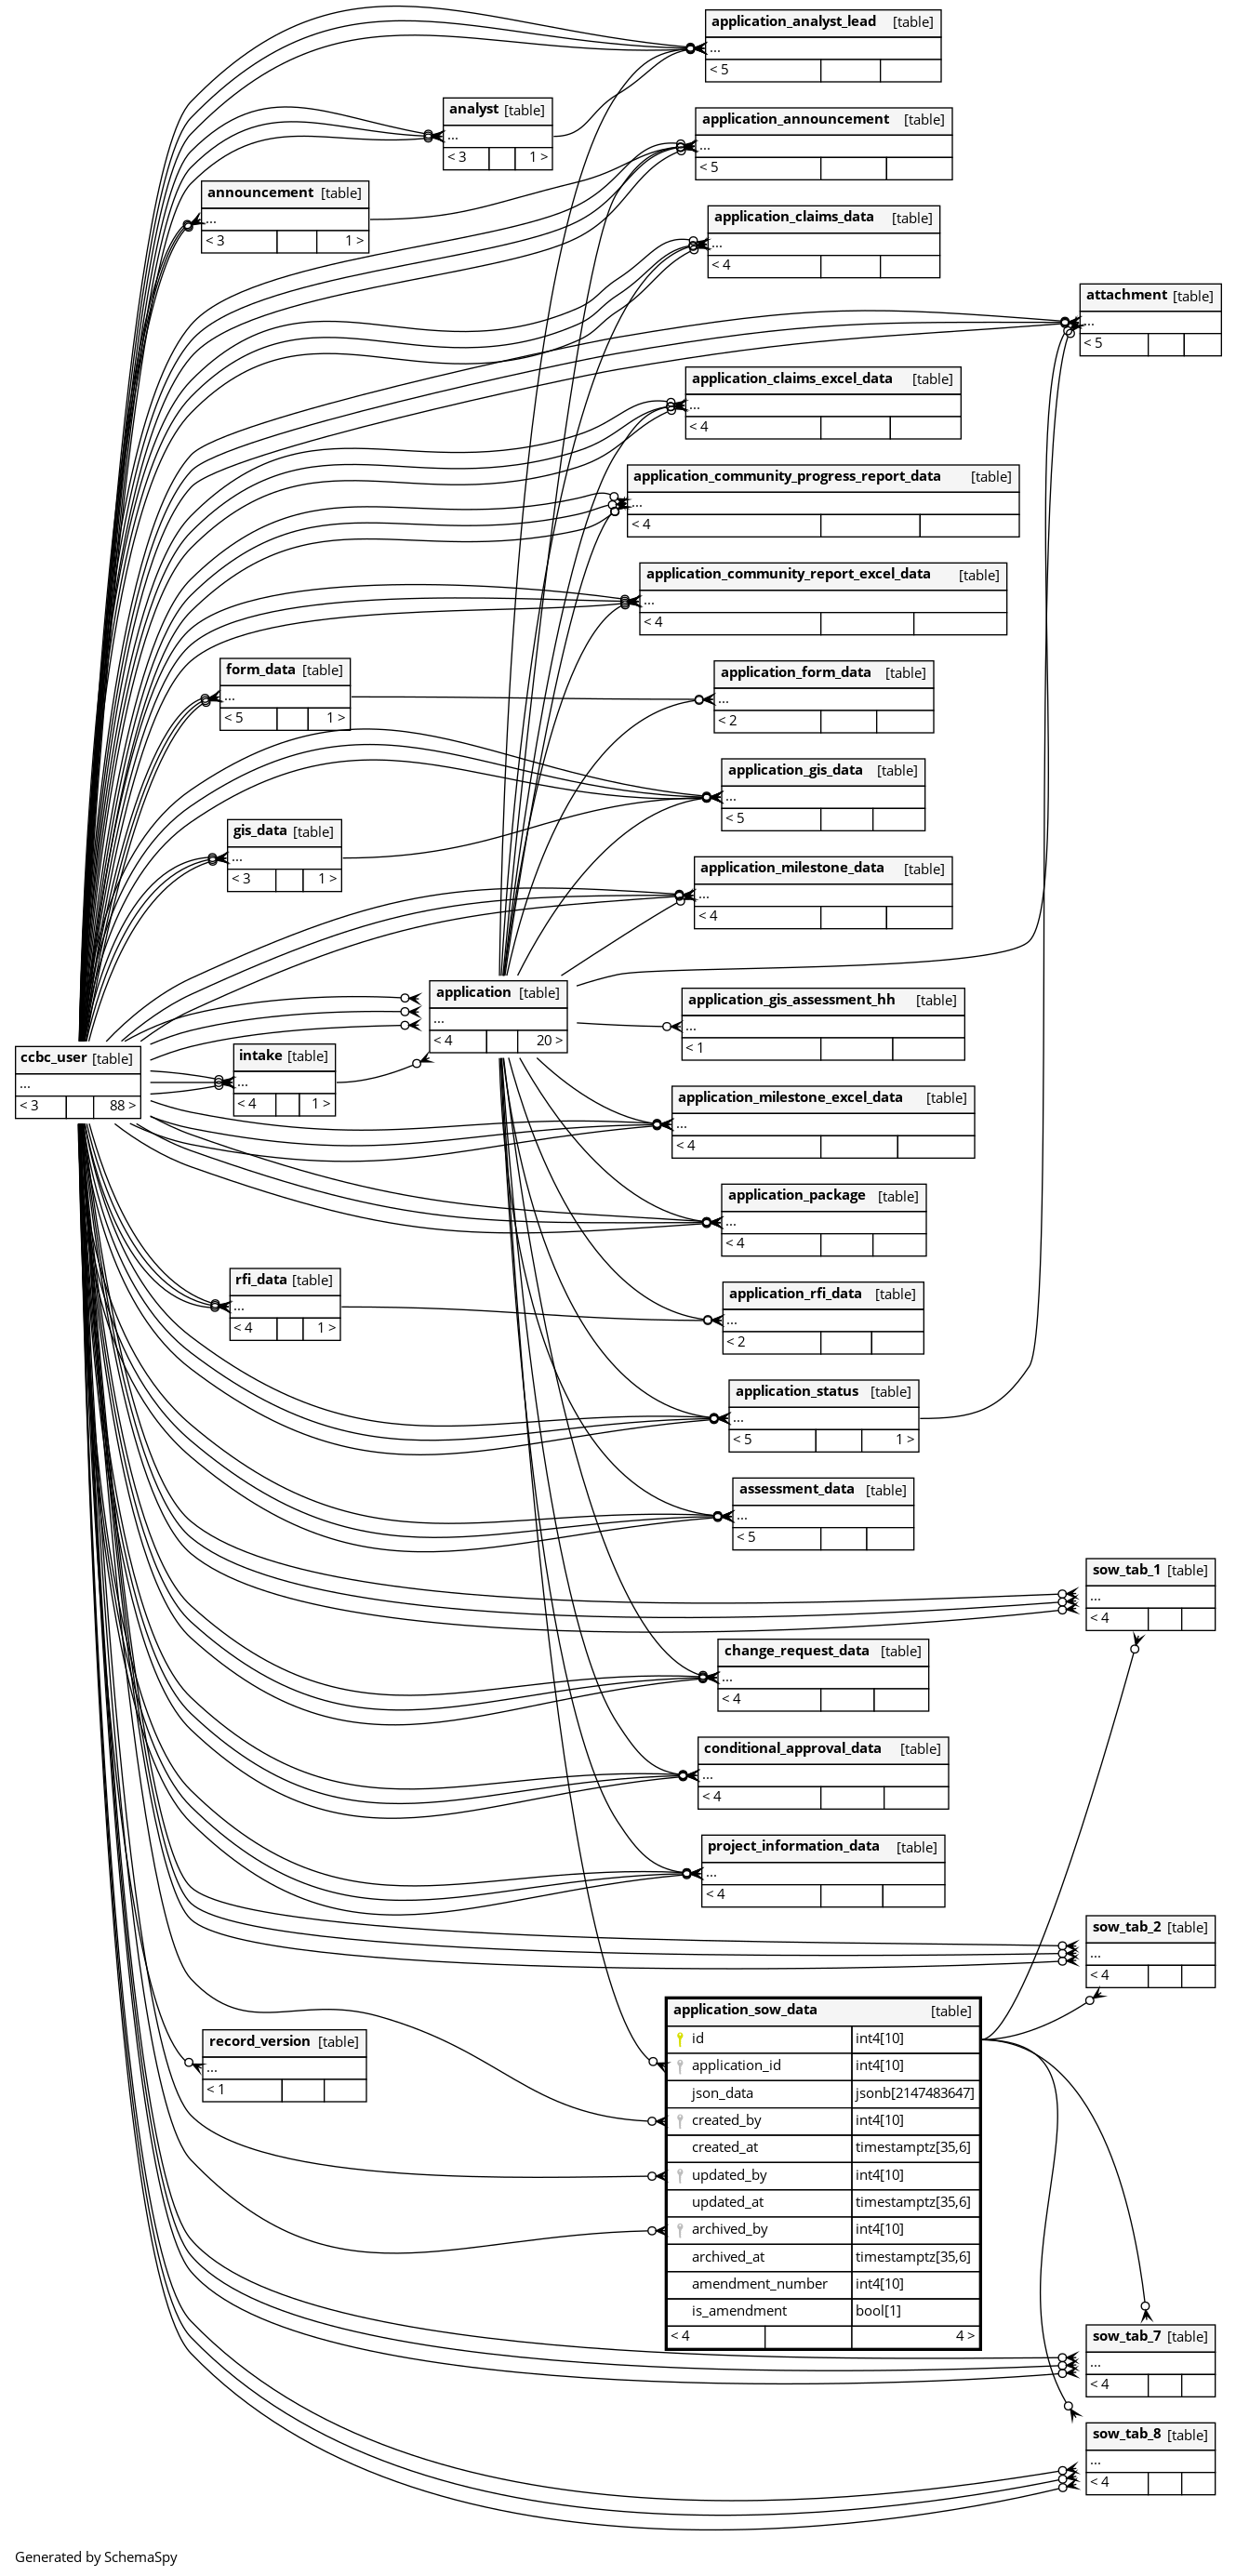 application_analyst_lead [table]
...
< 5
analyst [table]
...
< 3 1 >
application_announcement [table]
...
< 5
announcement [table]
...
< 3 1 >
application_claims_data [table]
...
< 4
attachment [table]
...
< 5
application_claims_excel_data [table]
...
< 4
application_community_progress_report_data [table]
...
< 4
application_community_report_excel_data [table]
...
< 4
form_data [table]
...
< 5 1 >
application_form_data [table]
...
< 2
application_gis_data [table]
...
< 5
gis_data [table]
...
< 3 1 >
application_milestone_data [table]
...
< 4
application [table]
...
< 4 20 >
application_gis_assessment_hh [table]
...
< 1
ccbc_user [table]
...
< 3 88 >
intake [table]
...
< 4 1 >
application_milestone_excel_data [table]
...
< 4
application_package [table]
...
< 4
rfi_data [table]
...
< 4 1 >
application_rfi_data [table]
...
< 2
application_status [table]
...
< 5 1 >
assessment_data [table]
...
< 5
sow_tab_1 [table]
...
< 4
change_request_data [table]
...
< 4
conditional_approval_data [table]
...
< 4
project_information_data [table]
...
< 4
sow_tab_2 [table]
...
< 4
application_sow_data [table]
id int4[10]
application_id int4[10]
json_data jsonb[2147483647]
created_by int4[10]
created_at timestamptz[35,6]
updated_by int4[10]
updated_at timestamptz[35,6]
archived_by int4[10]
archived_at timestamptz[35,6]
amendment_number int4[10]
is_amendment bool[1]
< 4 4 >
record_version [table]
...
< 1
sow_tab_7 [table]
...
< 4
sow_tab_8 [table]
...
< 4
Generated by SchemaSpy